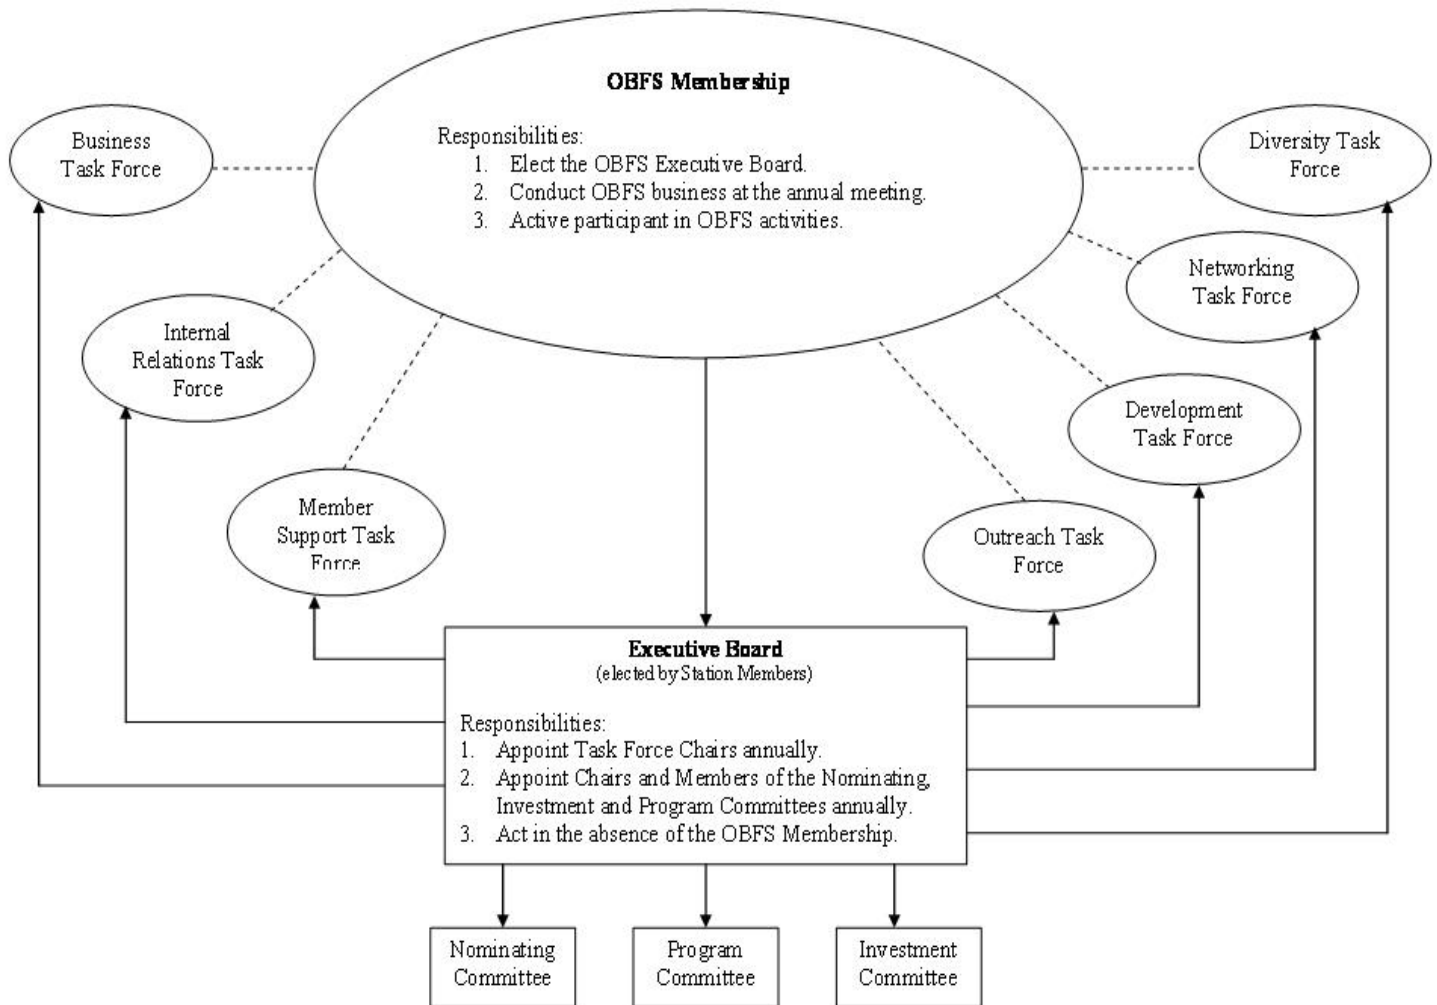 OBFS Membership
Responsibilities:
1. Elect the OBFS Executive Board.
2. Conduct OBFS business at the annual meeting.
3. Active participant in OBFS activities.
Business
Task Force
Diversity Task
Force
Internal
Relations Task
Force
Networking
Task Force
Member
Support Task
Force
Development
Task Force
Outreach Task
Force
Executive Board
(elected by Station Members)
Responsibilities:
1. Appoint Task Force Chairs annually.
2. Appoint Chairs and Members of the Nominating,
Investment and Program Committees annually.
3. Act in the absence of the OBFS Membership.
Nominating
Committee
Program
Committee
Investment
Committee